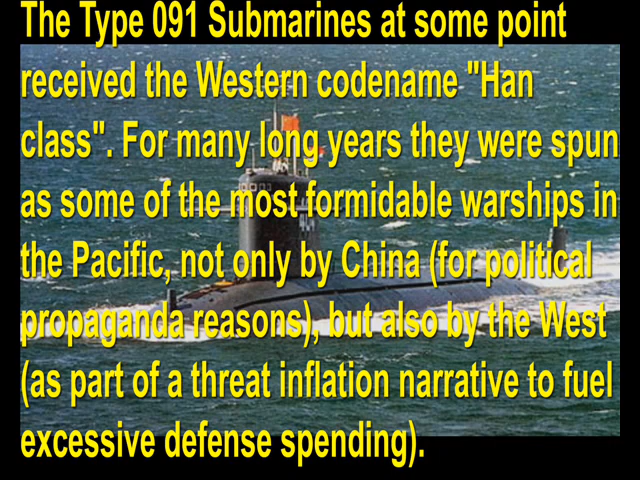 The Type 091 Submarines at some point
received the Western codename "Han
class". For many long years they were spun
as some of the most formidable warships in
the Pacific, not only by China (for political
propaganda reasons), but also by the West
(as part of a threat inflation narrative to fuel
excessive defense spending).